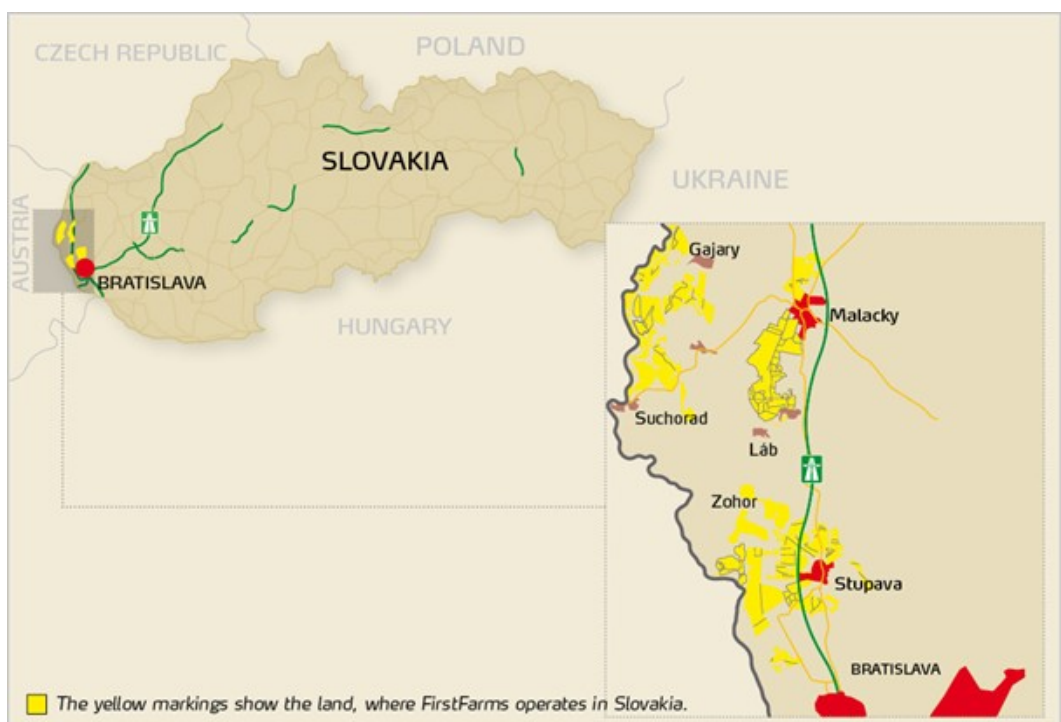 CZECH REPUBLIC
POLAND
SLOVAKIA
UKRAINE
AUSTRIA
BRATISLAVA
HUNGARY
Gajary
Malacky
Suchorad
Láb
Zohor
Stupava
BRATISLAVA
The yellow markings show the land, where FirstFarms operates in Slovakia.